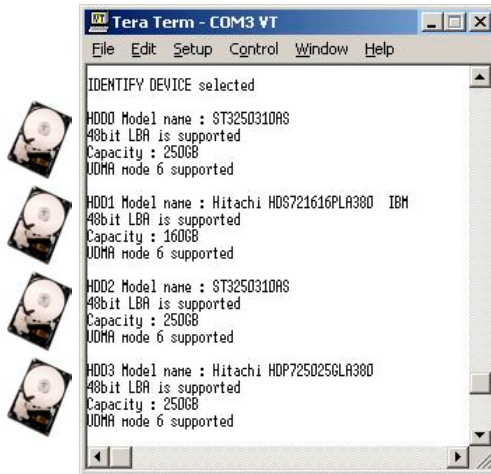 Tera Term - COM3 VT
File Edit Setup Control Window Help
IDENTIFY DEVICE selected
HDD0 Model name : ST3250310AS
48bit LBA is supported
Capacity : 250GB
UDMA mode 6 supported
HDD1 Model name : Hitachi HDS721616PLA380 IBM
48bit LBA is supported
Capacity : 160GB
UDMA mode 6 supported
HDD2 Model name : ST3250310AS
48bit LBA is supported
Capacity : 250GB
UDMA mode 6 supported
HDD3 Model name : Hitachi HDP725025GLA380
48bit LBA is supported
Capacity : 250GB
UDMA mode 6 supported